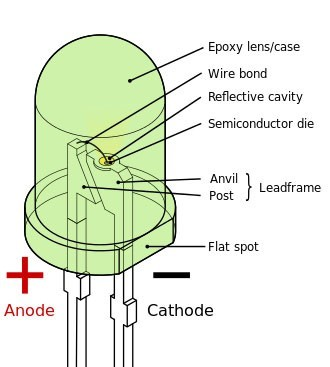 Epoxy lens/case
Wire bond
Reflective cavity
Semiconductor die
Anvil
Post
Leadframe
Flat spot
+
−
Anode
Cathode